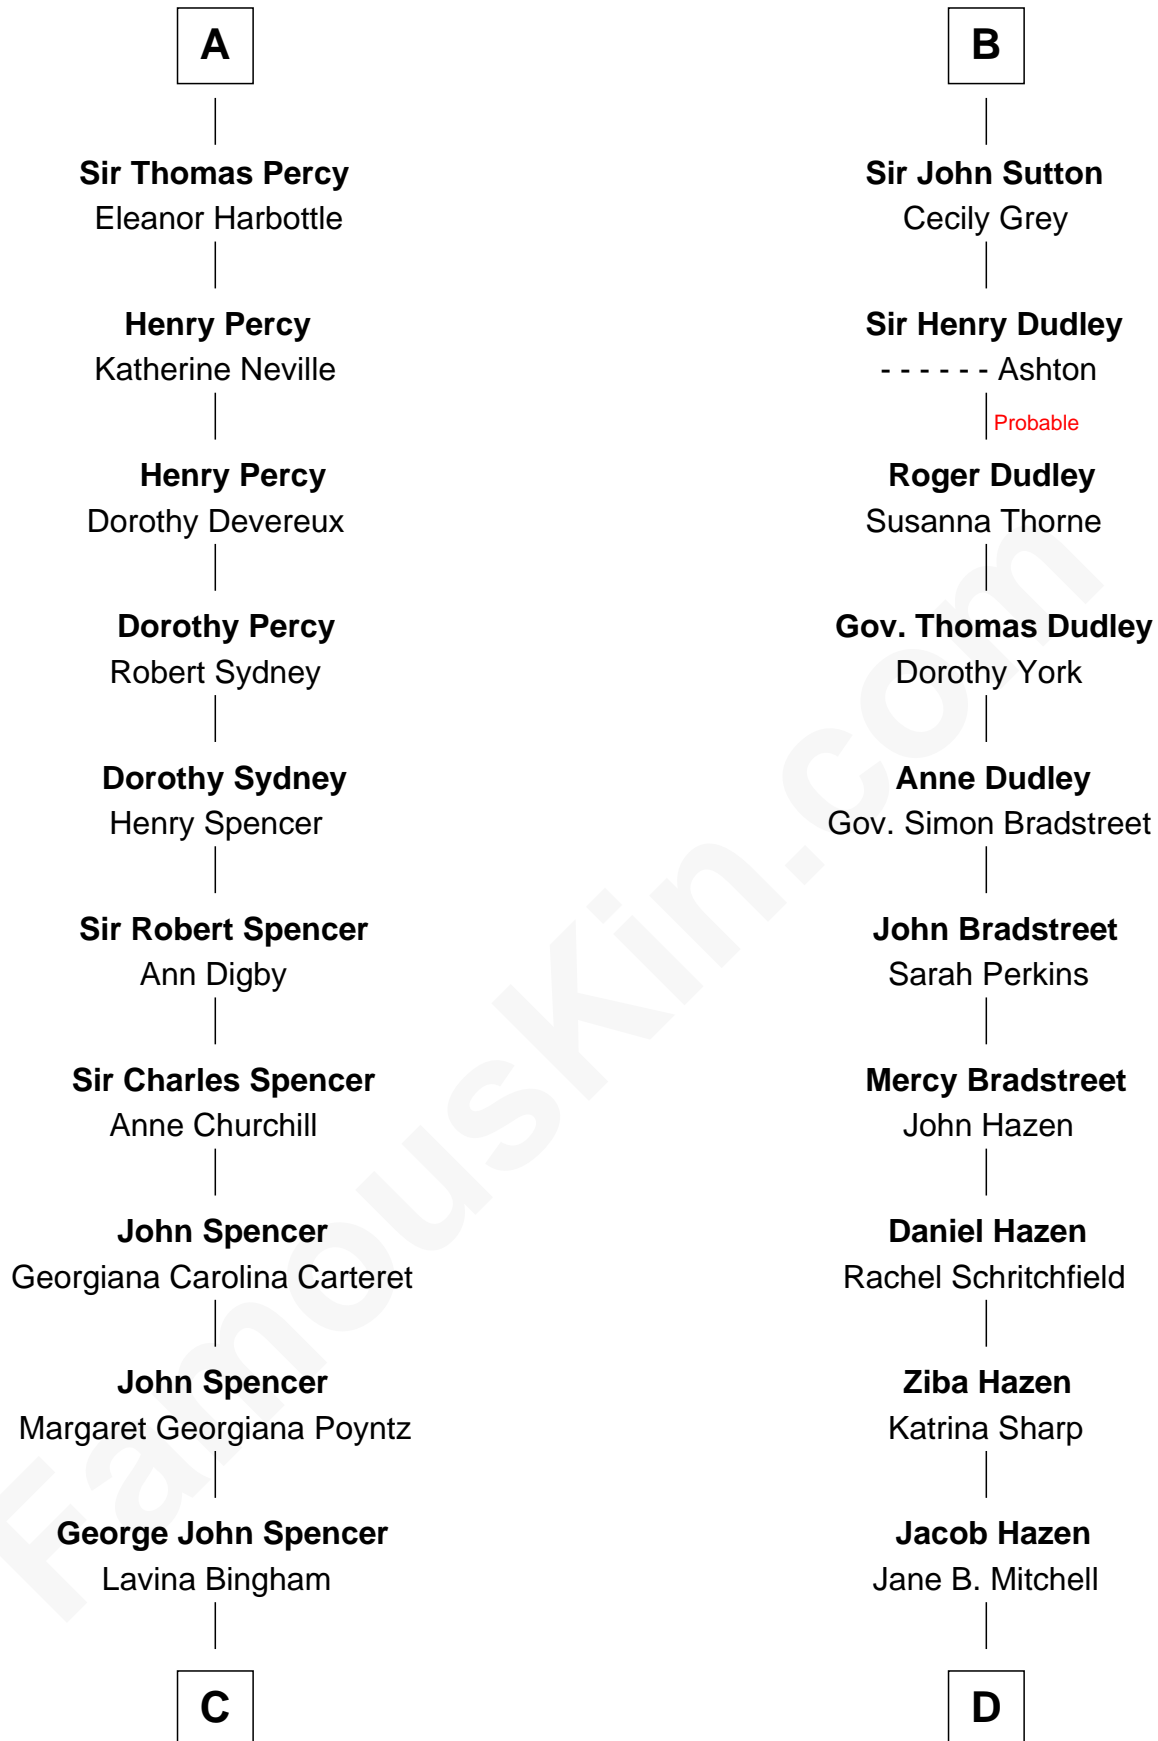 A
Sir Thomas Percy
Eleanor Harbottle
Henry Percy
Katherine Neville
Henry Percy
Dorothy Devereux
Dorothy Percy
Robert Sydney
Dorothy Sydney
Henry Spencer
Sir Robert Spencer
Ann Digby
Sir Charles Spencer
Anne Churchill
John Spencer
Georgiana Carolina Carteret
John Spencer
Margaret Georgiana Poyntz
George John Spencer
Lavina Bingham
C
B
Sir John Sutton
Cecily Grey
Sir Henry Dudley
- - - - - - Ashton
Probable
Roger Dudley
Susanna Thorne
Gov. Thomas Dudley
Dorothy York
Anne Dudley
Gov. Simon Bradstreet
John Bradstreet
Sarah Perkins
Mercy Bradstreet
John Hazen
Daniel Hazen
Rachel Schritchfield
Ziba Hazen
Katrina Sharp
Jacob Hazen
Jane B. Mitchell
D
FamousKin.com